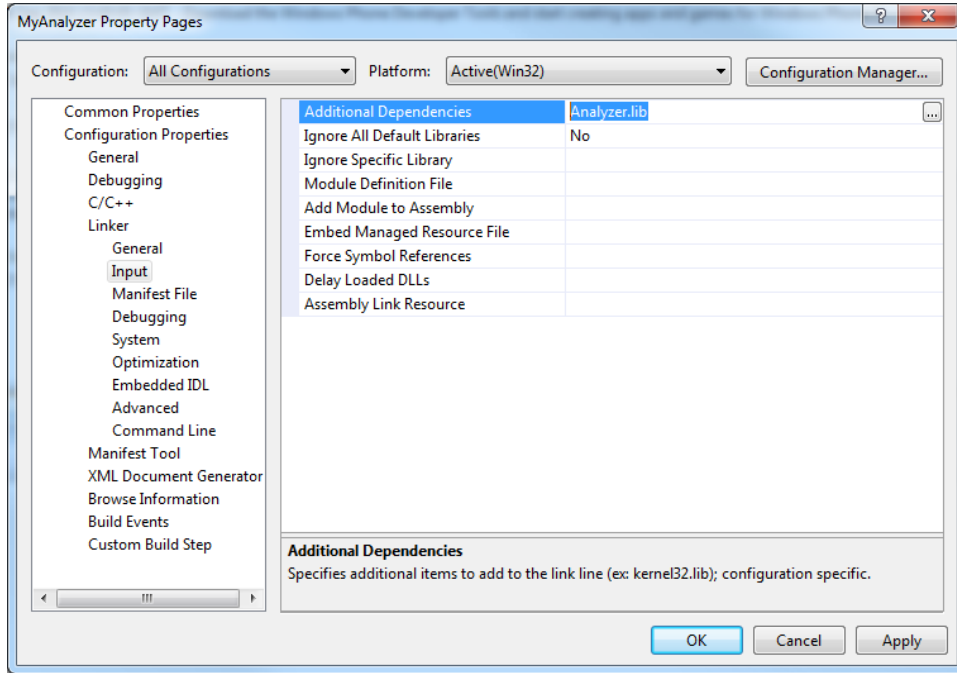 MyAnalyzer Property Pages
Configuration: All Configurations Platform: Active(Win32) Configuration Manager...
Common Properties
Configuration Properties
General
Debugging
C/C++
Linker
General
Input
Manifest File
Debugging
System
Optimization
Embedded IDL
Advanced
Command Line
Manifest Tool
XML Document Generator
Browse Information
Build Events
Custom Build Step
Additional Dependencies Analyzer.lib ...
Ignore All Default Libraries No
Ignore Specific Library
Module Definition File
Add Module to Assembly
Embed Managed Resource File
Force Symbol References
Delay Loaded DLLs
Assembly Link Resource
Additional Dependencies
Specifies additional items to add to the link line (ex: kernel32.lib); configuration specific.
OK Cancel Apply